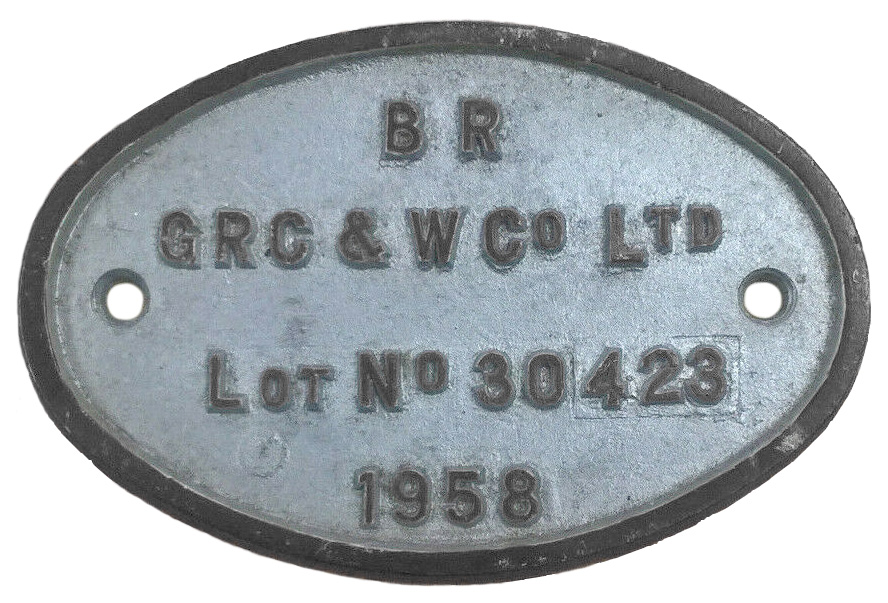 B R
GRC & W CO LTD
LOT NO 30423
1958